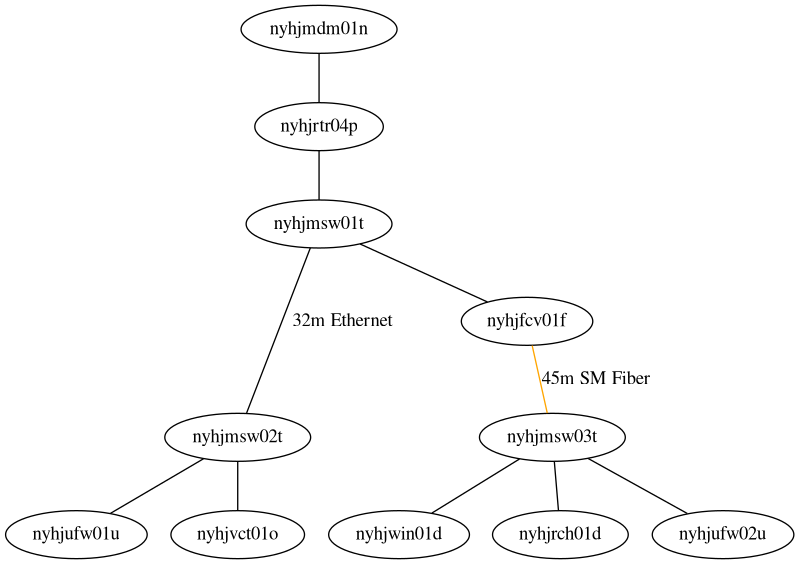 nyhjmdm01n
nyhjrtr04p
nyhjmsw01t
32m Ethernet
nyhjfcv01f
45m SM Fiber
nyhjmsw02t
nyhjmsw03t
nyhjufw01u
nyhjvct01o
nyhjwin01d
nyhjrch01d
nyhjufw02u